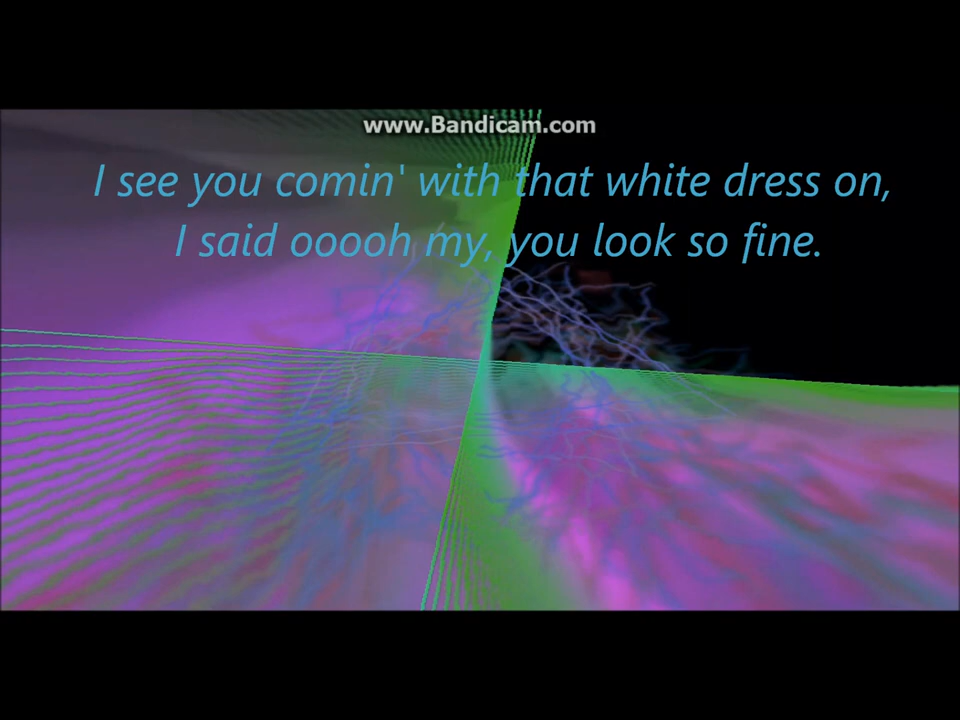 www.Bandicam.com
I see you comin' with that white dress on,
I said ooooh my, you look so fine.